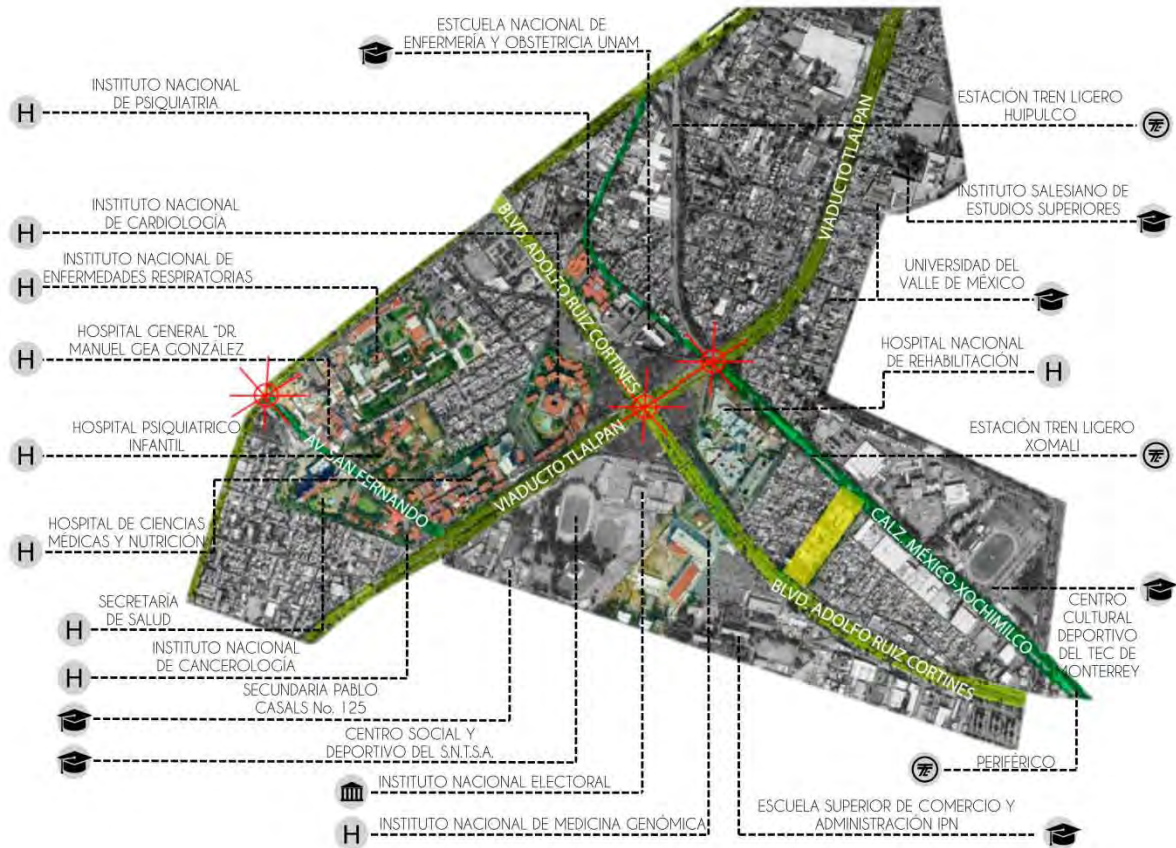 ESTCUELA NACIONAL DE
ENFERMERÍA Y OBSTETRICIA UNAM
INSTITUTO NACIONAL
DE PSIQUIATRIA
H
INSTITUTO NACIONAL
DE CARDIOLOGÍA
H
INSTITUTO NACIONAL DE
ENFERMEDADES RESPIRATORIAS
H
HOSPITAL GENERAL "DR.
MANUEL GEA GONZÁLEZ
H
HOSPITAL PSIQUIATRICO
INFANTIL
H
HOSPITAL DE CIENCIAS
MÉDICAS Y NUTRICIÓN
H
SECRETARÍA
DE SALUD
H
INSTITUTO NACIONAL
DE CANCEROLOGÍA
H
SECUNDARIA PABLO
CASALS No. 125
CENTRO SOCIAL Y
DEPORTIVO DEL S.N.T.S.A.
INSTITUTO NACIONAL ELECTORAL
H INSTITUTO NACIONAL DE MEDICINA GENÓMICA
BLVD. ADOLFO RUIZ CORTINES
VIADUCTO TLALPAN
AV. SAN FERNANDO
VIADUCTO TLALPAN
CALZ. MÉXICO-XOCHIMILCO
BLVD. ADOLFO RUIZ CORTINES
ESTACIÓN TREN LIGERO
HUIPULCO
INSTITUTO SALESIANO DE
ESTUDIOS SUPERIORES
UNIVERSIDAD DEL
VALLE DE MÉXICO
HOSPITAL NACIONAL
DE REHABILITACIÓN
H
ESTACIÓN TREN LIGERO
XOMALI
CENTRO
CULTURAL
DEPORTIVO
DEL TEC DE
MONTERREY
PERIFÉRICO
ESCUELA SUPERIOR DE COMERCIO Y
ADMINISTRACIÓN IPN